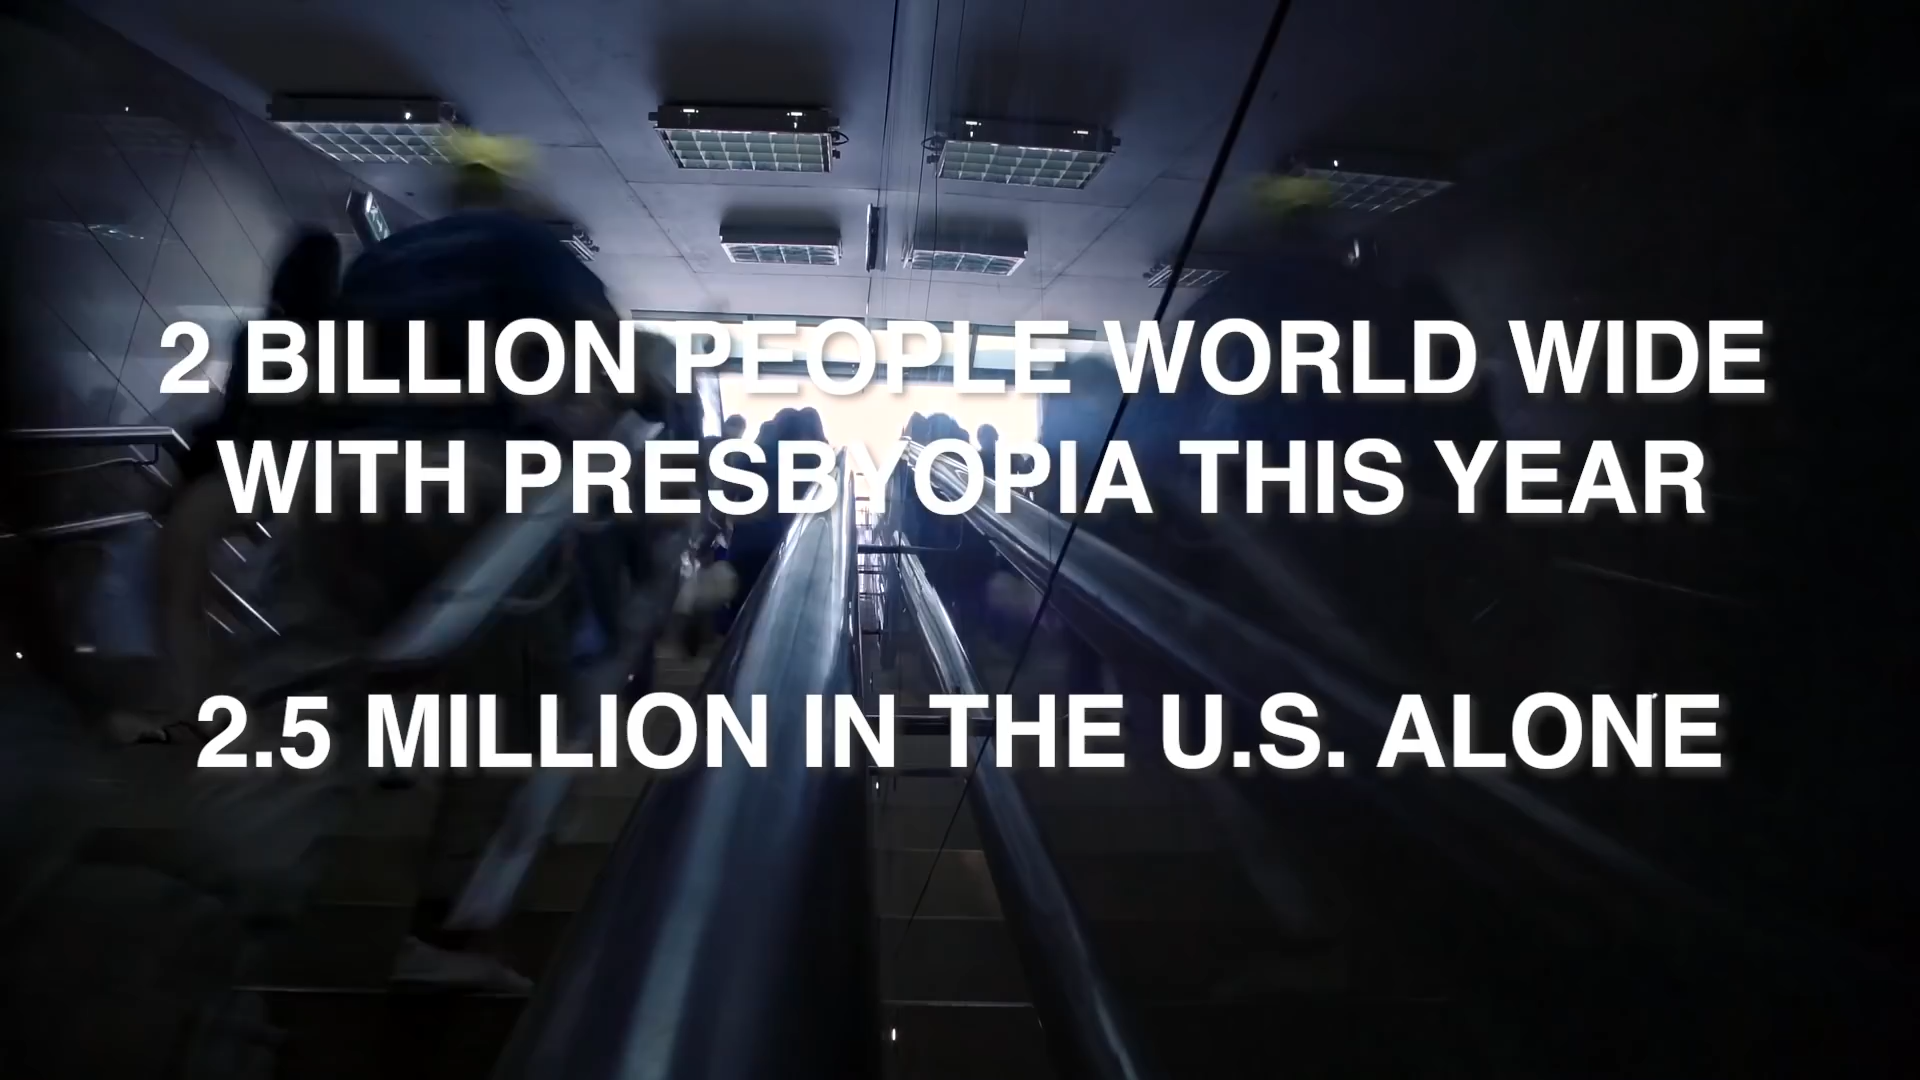 2 BILLION PEOPLE WORLD WIDE
WITH PRESBYOPIA THIS YEAR
2.5 MILLION IN THE U.S. ALONE